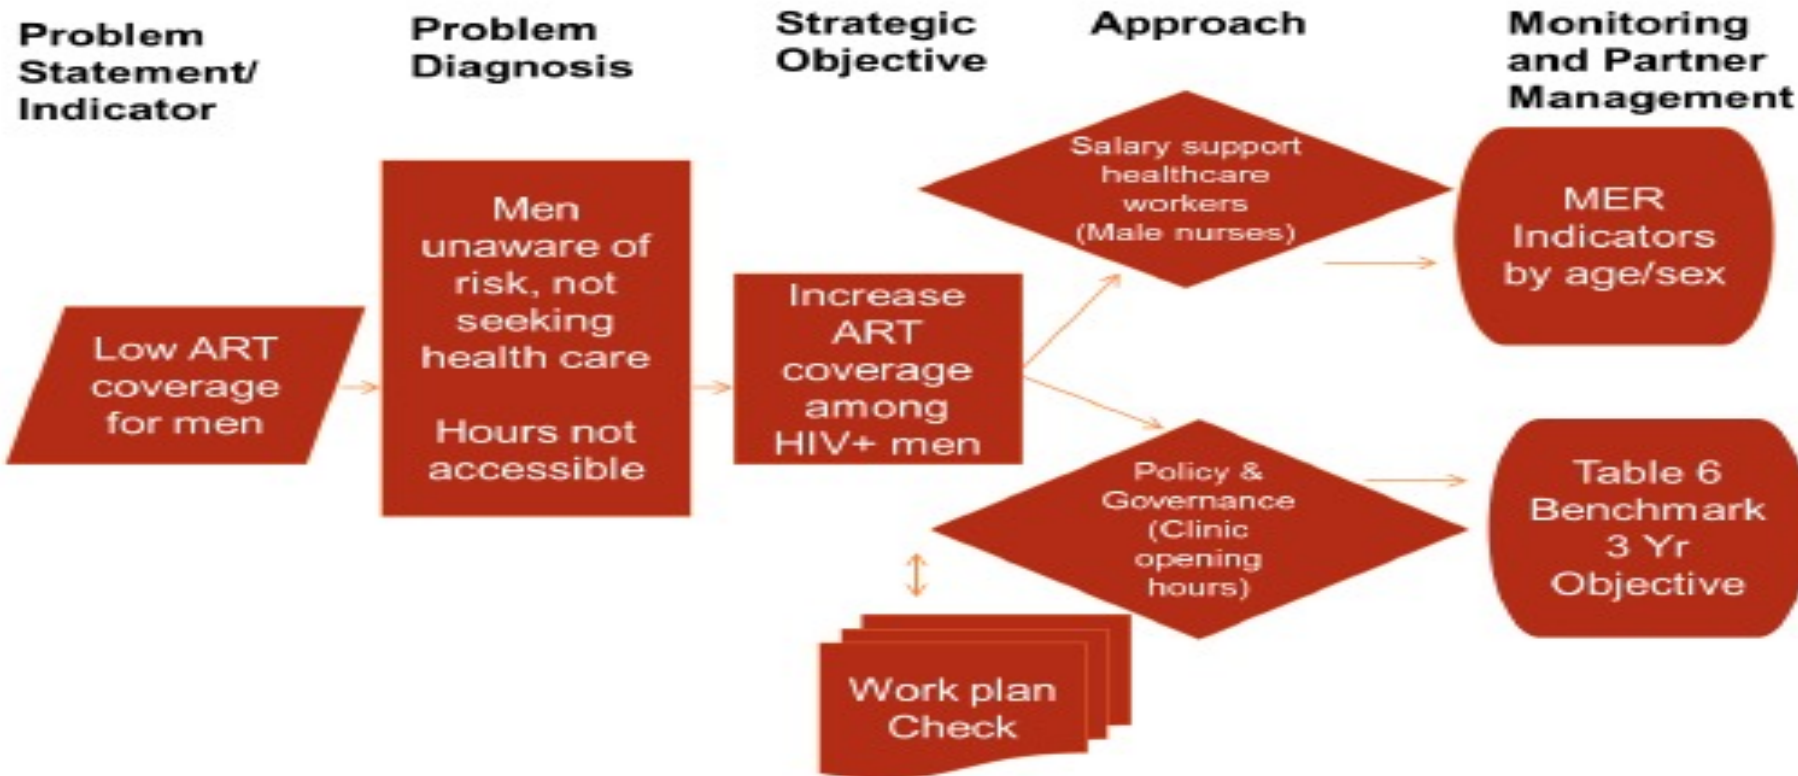 Problem
Statement/
Indicator
Problem
Diagnosis
Strategic
Objective
Approach
Monitoring
and Partner
Management
Low ART
coverage
for men
Men
unaware of
risk, not
seeking
health care
Hours not
accessible
Increase
ART
coverage
among
HIV+ men
Salary support
healthcare
workers
(Male nurses)
MER
Indicators
by age/sex
Policy &
Governance
(Clinic
opening
hours)
Table 6
Benchmark
3 Yr
Objective
Work plan
Check